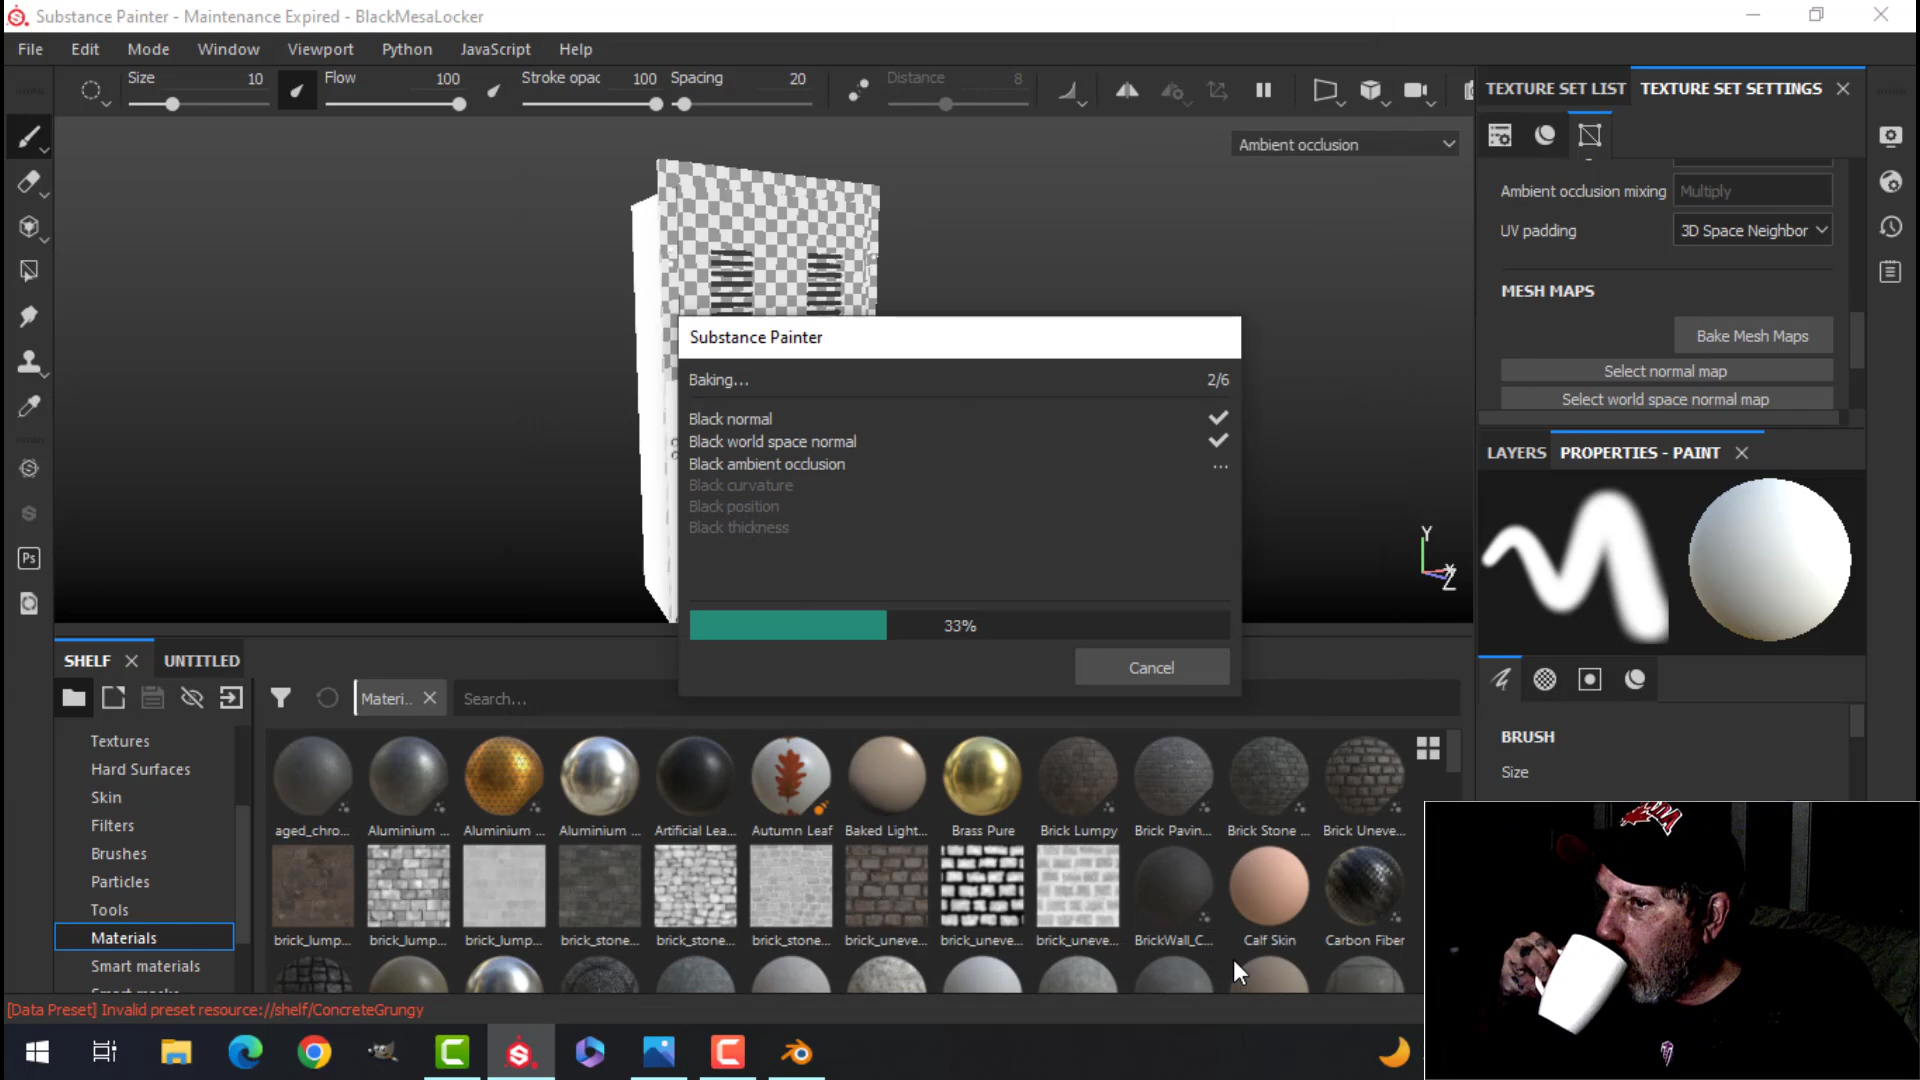 Substance Painter - Maintenance Expired - BlackMesaLocker
File Edit Mode Window Viewport Python JavaScript Help
Size 10 Flow 100 Stroke opac 100 Spacing 20 Distance 8
TEXTURE SET LIST TEXTURE SET SETTINGS
Ambient occlusion
Ambient occlusion mixing Multiply
UV padding 3D Space Neighbor
MESH MAPS
Bake Mesh Maps
Select normal map
Select world space normal map
Substance Painter
Baking... 2/6
Black normal
Black world space normal
Black ambient occlusion ...
Black curvature
Black position
Black thickness
33%
Cancel
Y
X
Z
LAYERS PROPERTIES - PAINT
Ps
BRUSH
Size
SHELF UNTITLED
Materi.. Search...
Textures
Hard Surfaces
Skin
Filters
Brushes
Particles
Tools
Materials
Smart materials
aged_chro... Aluminium ... Aluminium ... Aluminium ... Artificial Lea... Autumn Leaf Baked Light... Brass Pure Brick Lumpy Brick Pavin... Brick Stone ... Brick Uneve...
brick_lump... brick_lump... brick_lump... brick_stone... brick_stone... brick_stone... brick_uneve... brick_uneve... brick_uneve... BrickWall_C... Calf Skin Carbon Fiber
[Data Preset] Invalid preset resource://shelf/ConcreteGrungy